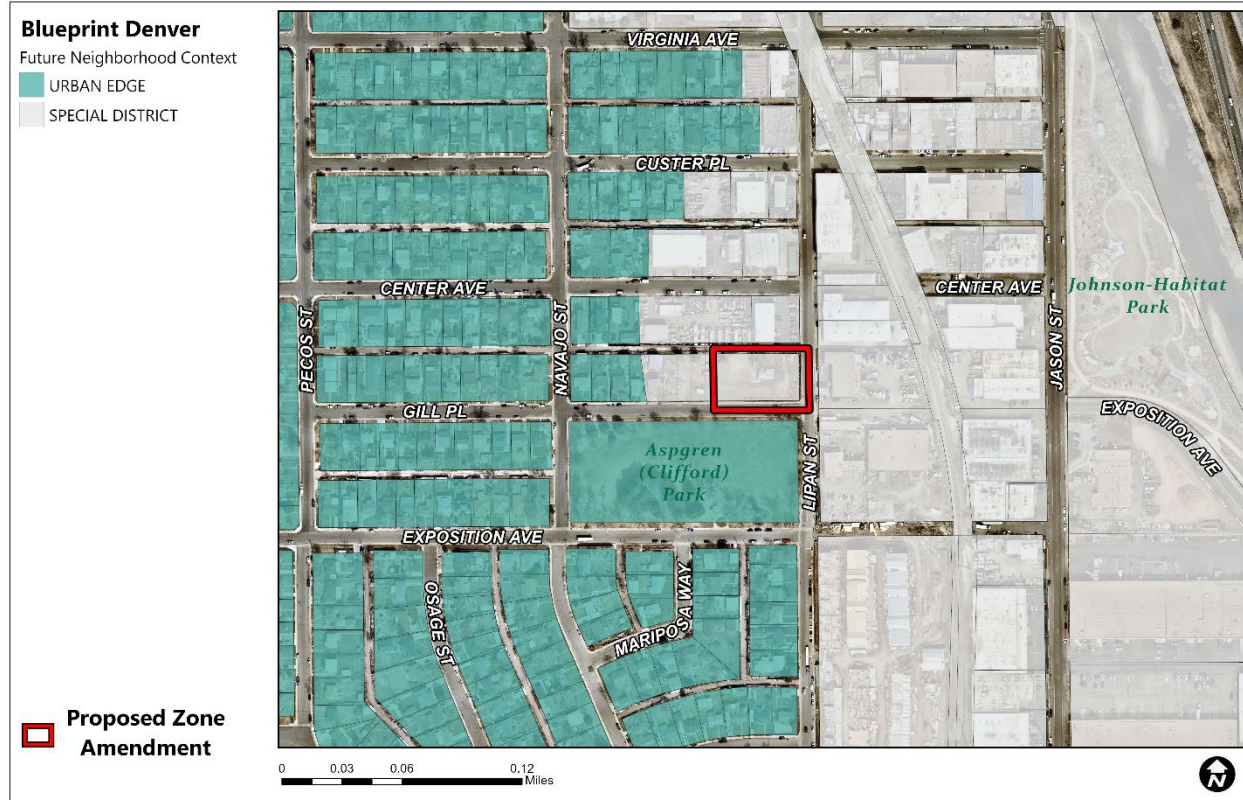 Blueprint Denver
Future Neighborhood Context
URBAN EDGE
SPECIAL DISTRICT
VIRGINIA AVE
CUSTER PL
CENTER AVE
CENTER AVE
Johnson-Habitat
Park
PECOS ST
NAVAJO ST
JASON ST
GILL PL
EXPOSITION AVE
Aspgren
(Clifford)
Park
LIPAN ST
EXPOSITION AVE
OSAGE ST
MARIPOSA WAY
Proposed Zone
Amendment
0 0.03 0.06 0.12
Miles
N